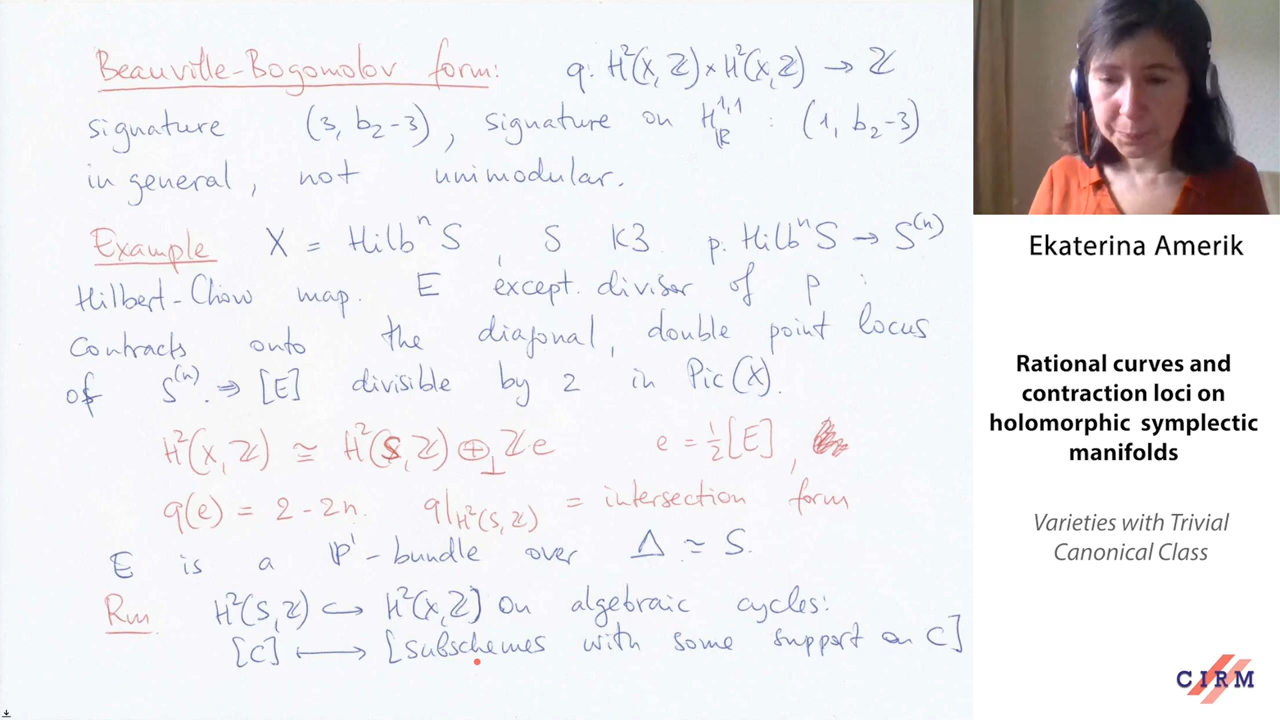 Beauville-Bogomolov form: q: H²(X, ℤ) × H²(X, ℤ) → ℤ
signature (3, b₂-3), signature on H^{1,1}_ℝ : (1, b₂-3)
in general, not unimodular.
Example X = Hilbⁿ S, S K3. p: Hilbⁿ S → S⁽ⁿ⁾
Hilbert-Chow map. E except. divisor of p :
contracts onto the diagonal, double point locus
of S⁽ⁿ⁾. ⇒ [E] divisible by 2 in Pic(X).
H²(X, ℤ) ≅ H²(S, ℤ) ⊕_⊥ ℤe e = ½[E],
q(e) = 2 - 2n. q|_{H²(S, ℤ)} = intersection form
E is a ℙ¹-bundle over Δ ≃ S.
Rm H²(S, ℤ) ↪ H²(X, ℤ) on algebraic cycles:
[C] ⟼ [subschemes with some support on C]
Ekaterina Amerik
Rational curves and
contraction loci on
holomorphic symplectic
manifolds
Varieties with Trivial
Canonical Class
CIRM